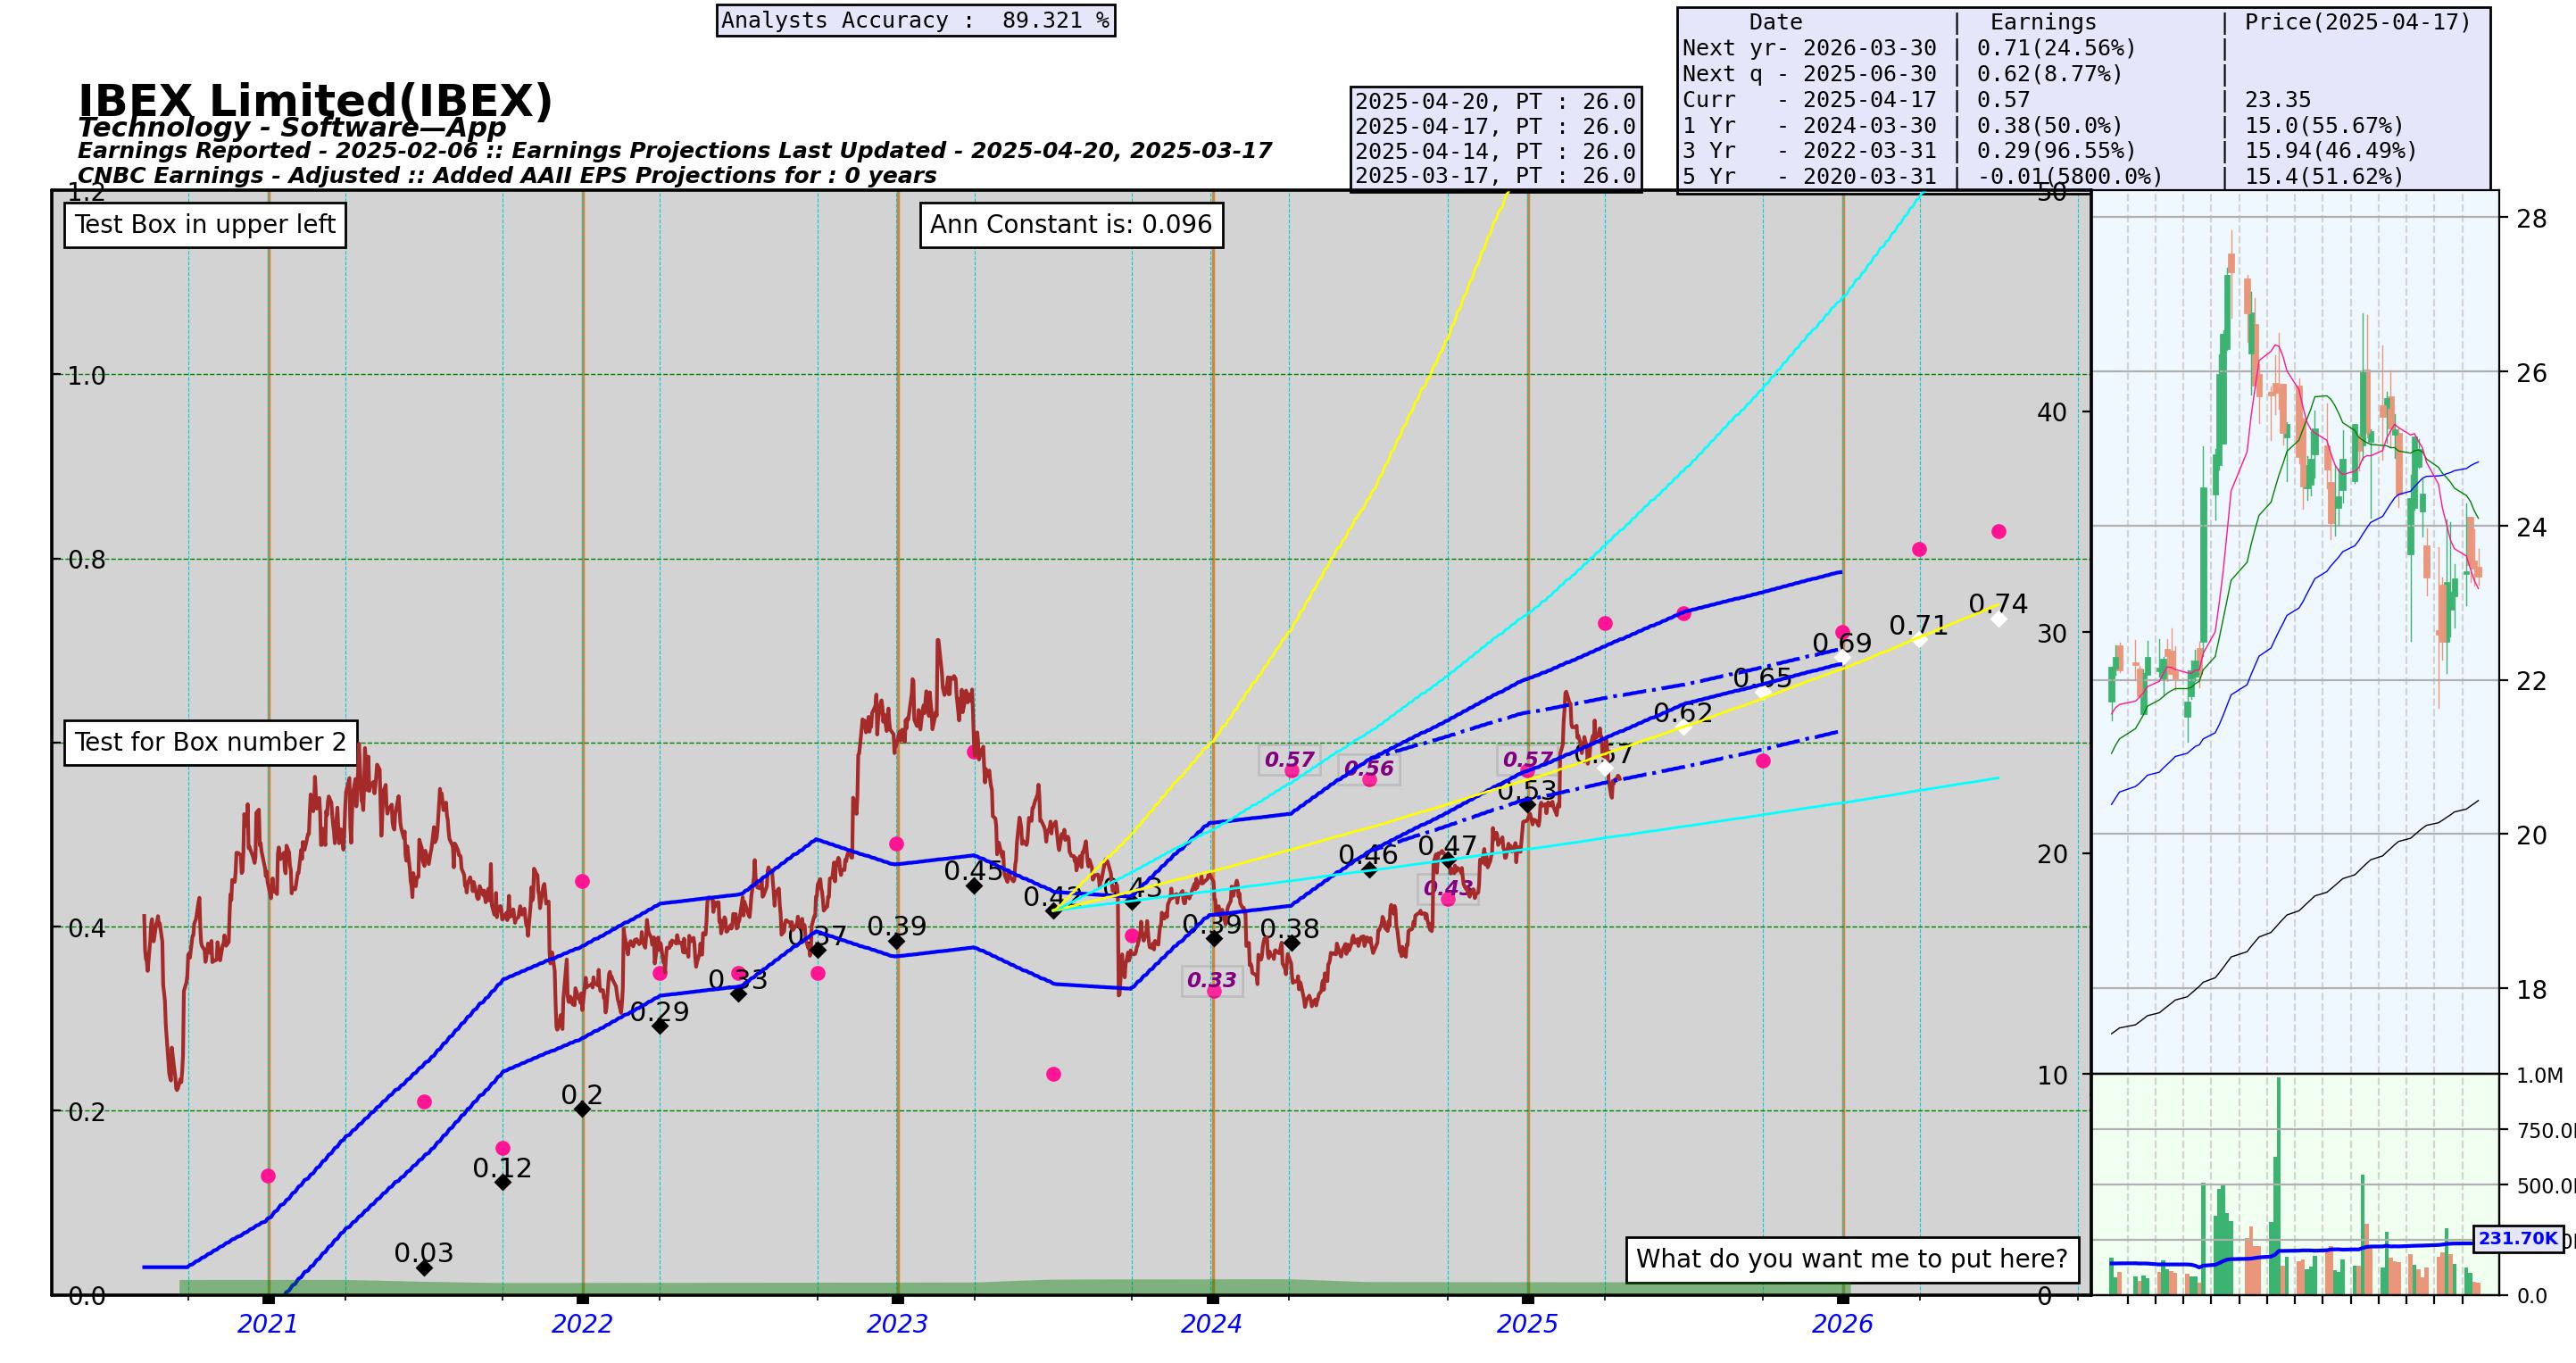 Analysts Accuracy :  89.321 %
Date | Earnings | Price(2025-04-17)
Next yr- 2026-03-30 | 0.71(24.56%) |
Next q - 2025-06-30 | 0.62(8.77%) |
Curr   - 2025-04-17 | 0.57 | 23.35
1 Yr   - 2024-03-30 | 0.38(50.0%) | 15.0(55.67%)
3 Yr   - 2022-03-31 | 0.29(96.55%) | 15.94(46.49%)
5 Yr   - 2020-03-31 | -0.01(5800.0%) | 15.4(51.62%)
IBEX Limited(IBEX)
Technology - Software—App
Earnings Reported - 2025-02-06 :: Earnings Projections Last Updated - 2025-04-20, 2025-03-17
CNBC Earnings - Adjusted :: Added AAII EPS Projections for : 0 years
2025-04-20, PT : 26.0
2025-04-17, PT : 26.0
2025-04-14, PT : 26.0
2025-03-17, PT : 26.0
Test Box in upper left
Ann Constant is: 0.096
Test for Box number 2
What do you want me to put here?
1.2
1.0
0.8
0.4
0.2
0.0
0.03
0.12
0.2
0.29
0.33
0.37
0.39
0.45
0.43
0.39
0.38
0.46
0.47
0.53
0.57
0.62
0.65
0.69
0.71
0.74
0.33
0.57
0.56
0.43
0.57
50
40
30
20
10
0
2021
2022
2023
2024
2025
2026
28
26
24
22
20
18
1.0M
750.0
500.0
231.70K
0.0